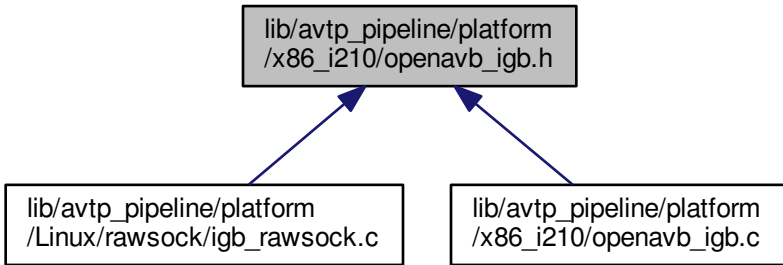 lib/avtp_pipeline/platform
/x86_i210/openavb_igb.h
lib/avtp_pipeline/platform
/Linux/rawsock/igb_rawsock.c
lib/avtp_pipeline/platform
/x86_i210/openavb_igb.c